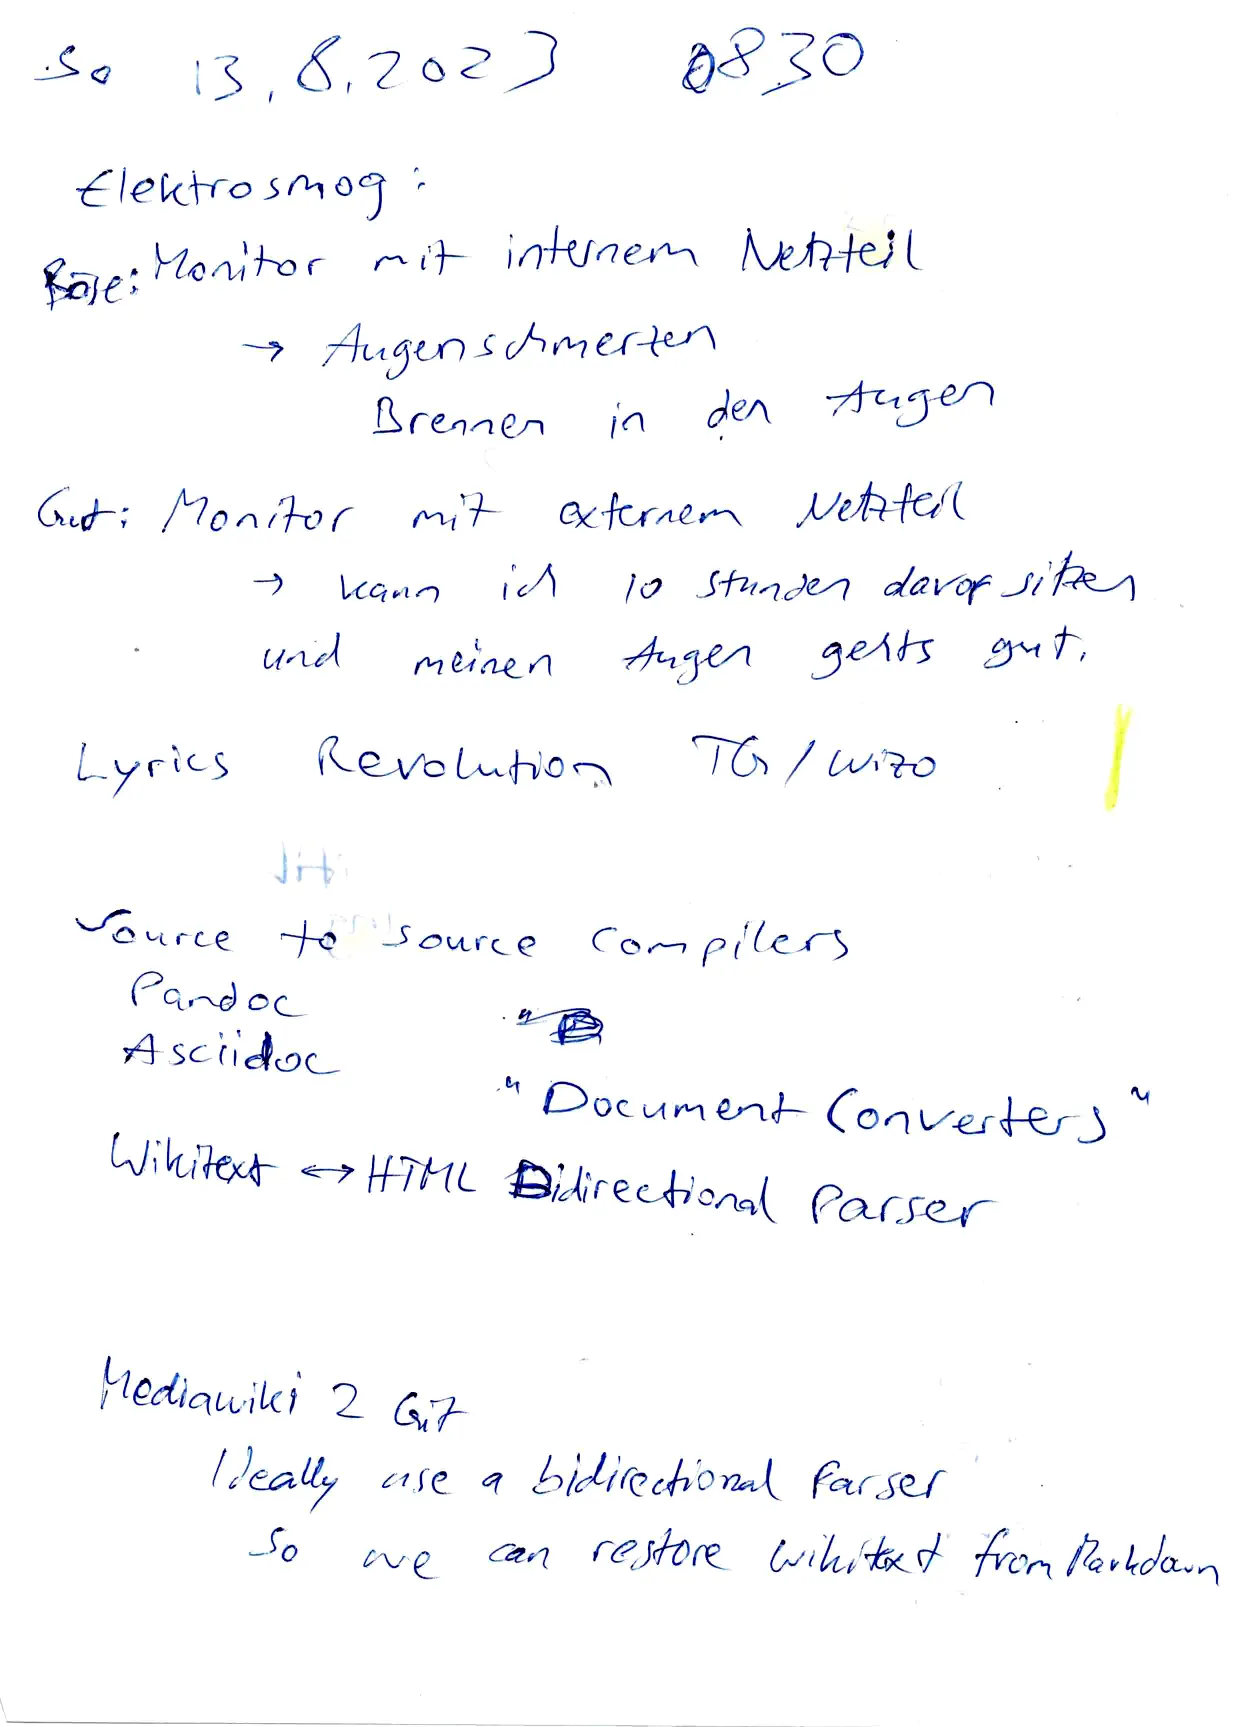 So 13.8.2023 0830
Elektrosmog:
Böse: Monitor mit internem Netzteil
→ Augenschmerzen
Brennen in den Augen
Gut: Monitor mit externem Netzteil
→ kann ich 10 Stunden davor sitzen
und meinen Augen gehts gut.
Lyrics Revolution TG/Wizo
Source to source compilers
Pandoc
Asciidoc
"Document Converters"
Wikitext ↔ HTML Bidirectional Parser
Mediawiki 2 Git
Ideally use a bidirectional Parser
so we can restore wikitext from Markdown